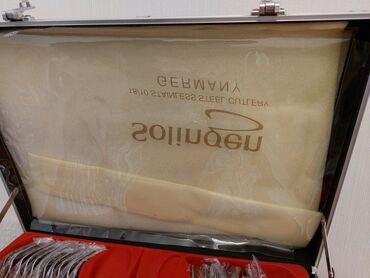 Solingen
18/10 STAINLESS STEEL CUTLERY
GERMANY